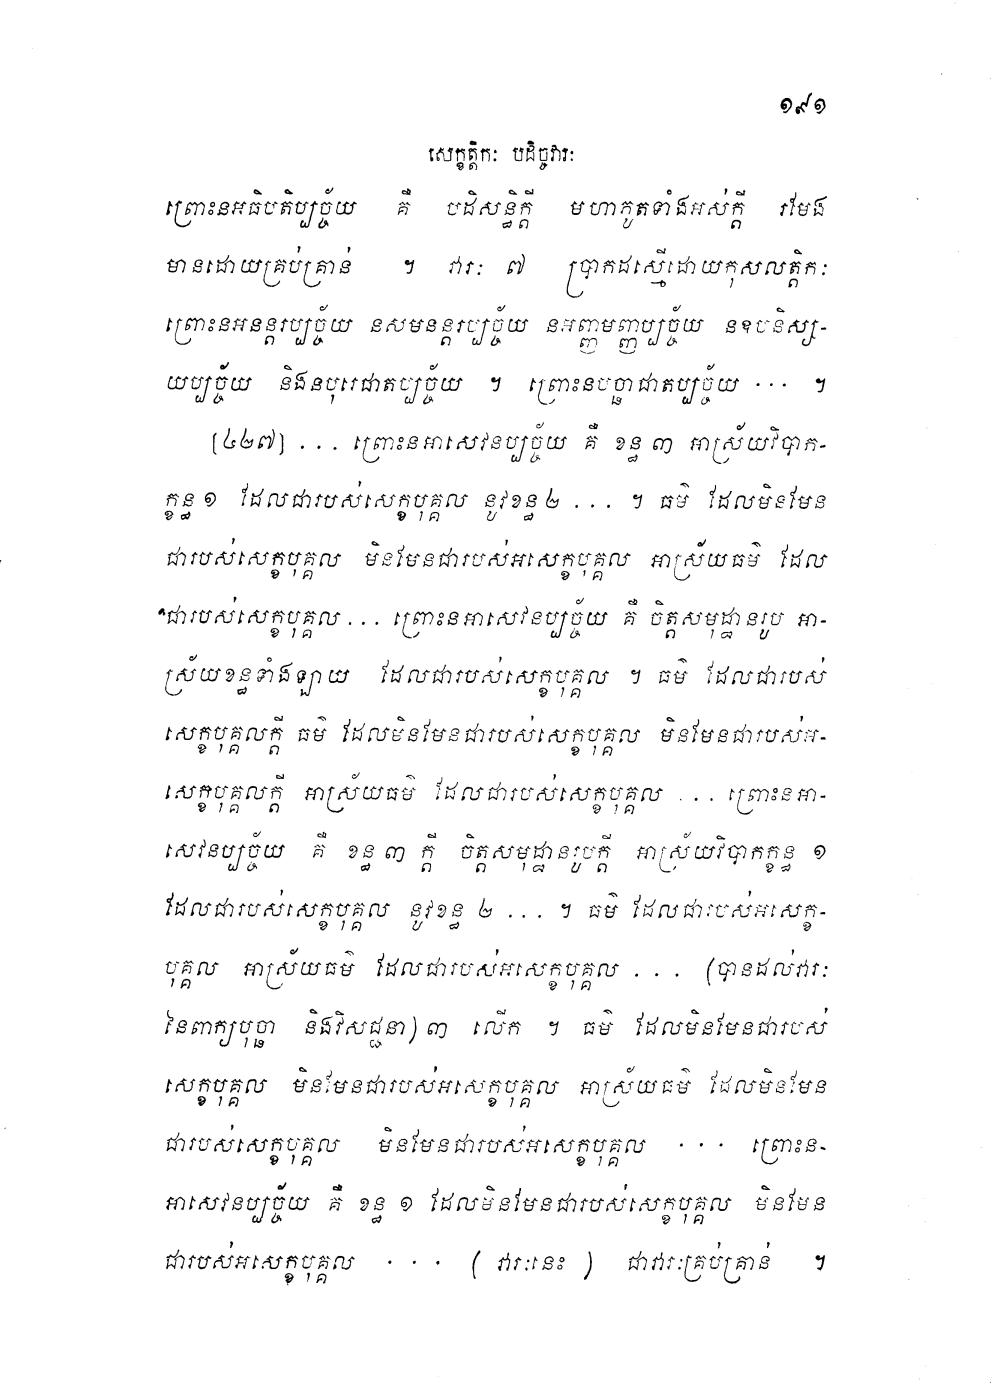 ១៩១
សេក្ខត្តិកៈ បដិច្ចវារៈ
ព្រោះនអធិបតិប្បច្ច័យ គឺ បដិសន្ធិក្តី មហាភូតទាំងអស់ក្តី រមែង
មានដោយគ្រប់គ្រាន់ ។ វារៈ ៧ ប្រាកដស្មើដោយកុសលត្តិកៈ
ព្រោះនអនន្តរប្បច្ច័យ នសមនន្តរប្បច្ច័យ នអញ្ញមញ្ញប្បច្ច័យ នឧបនិស្ស-
យប្បច្ច័យ និងនបុរេជាតប្បច្ច័យ ។ ព្រោះនបច្ឆាជាតប្បច្ច័យ ... ។
[៤២៧] ... ព្រោះនអាសេវនប្បច្ច័យ គឺ ខន្ធ ៣ អាស្រ័យវិបាក-
ក្ខន្ធ ១ ដែលជារបស់សេក្ខបុគ្គល នូវខន្ធ ២ ... ។ ធម៌ ដែលមិនមែន
ជារបស់សេក្ខបុគ្គល មិនមែនជារបស់អសេក្ខបុគ្គល អាស្រ័យធម៌ ដែល
ជារបស់សេក្ខបុគ្គល ... ព្រោះនអាសេវនប្បច្ច័យ គឺ ចិត្តសមុដ្ឋានរូប អា-
ស្រ័យខន្ធទាំងឡាយ ដែលជារបស់សេក្ខបុគ្គល ។ ធម៌ ដែលជារបស់
សេក្ខបុគ្គលក្តី ធម៌ ដែលមិនមែនជារបស់សេក្ខបុគ្គល មិនមែនជារបស់អ-
សេក្ខបុគ្គលក្តី អាស្រ័យធម៌ ដែលជារបស់សេក្ខបុគ្គល ... ព្រោះនអា-
សេវនប្បច្ច័យ គឺ ខន្ធ ៣ ក្តី ចិត្តសមុដ្ឋានរូបក្តី អាស្រ័យវិបាកក្ខន្ធ ១
ដែលជារបស់សេក្ខបុគ្គល នូវខន្ធ ២ ... ។ ធម៌ ដែលជារបស់អសេក្ខ-
បុគ្គល អាស្រ័យធម៌ ដែលជារបស់អសេក្ខបុគ្គល ... (បានដល់វារៈ
នៃពាក្យបុច្ឆា និងវិសជ្ជនា) ៣ លើក ។ ធម៌ ដែលមិនមែនជារបស់
សេក្ខបុគ្គល មិនមែនជារបស់អសេក្ខបុគ្គល អាស្រ័យធម៌ ដែលមិនមែន
ជារបស់សេក្ខបុគ្គល មិនមែនជារបស់អសេក្ខបុគ្គល ... ព្រោះន-
អាសេវនប្បច្ច័យ គឺ ខន្ធ ១ ដែលមិនមែនជារបស់សេក្ខបុគ្គល មិនមែន
ជារបស់អសេក្ខបុគ្គល ... ( វារៈនេះ ) ជាវារៈគ្រប់គ្រាន់ ។